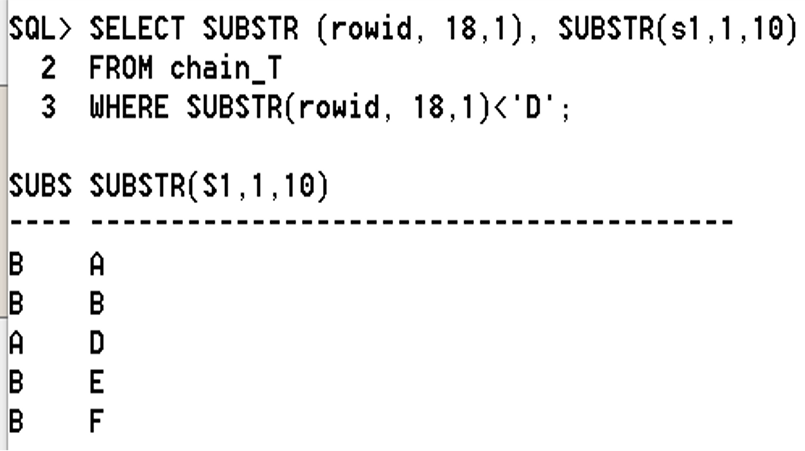 SQL> SELECT SUBSTR (rowid, 18,1), SUBSTR(s1,1,10)
2 FROM chain_T
3 WHERE SUBSTR(rowid, 18,1)<'D';
SUBS SUBSTR(S1,1,10)
---- ----------------------------------------
B A
B B
A D
B E
B F